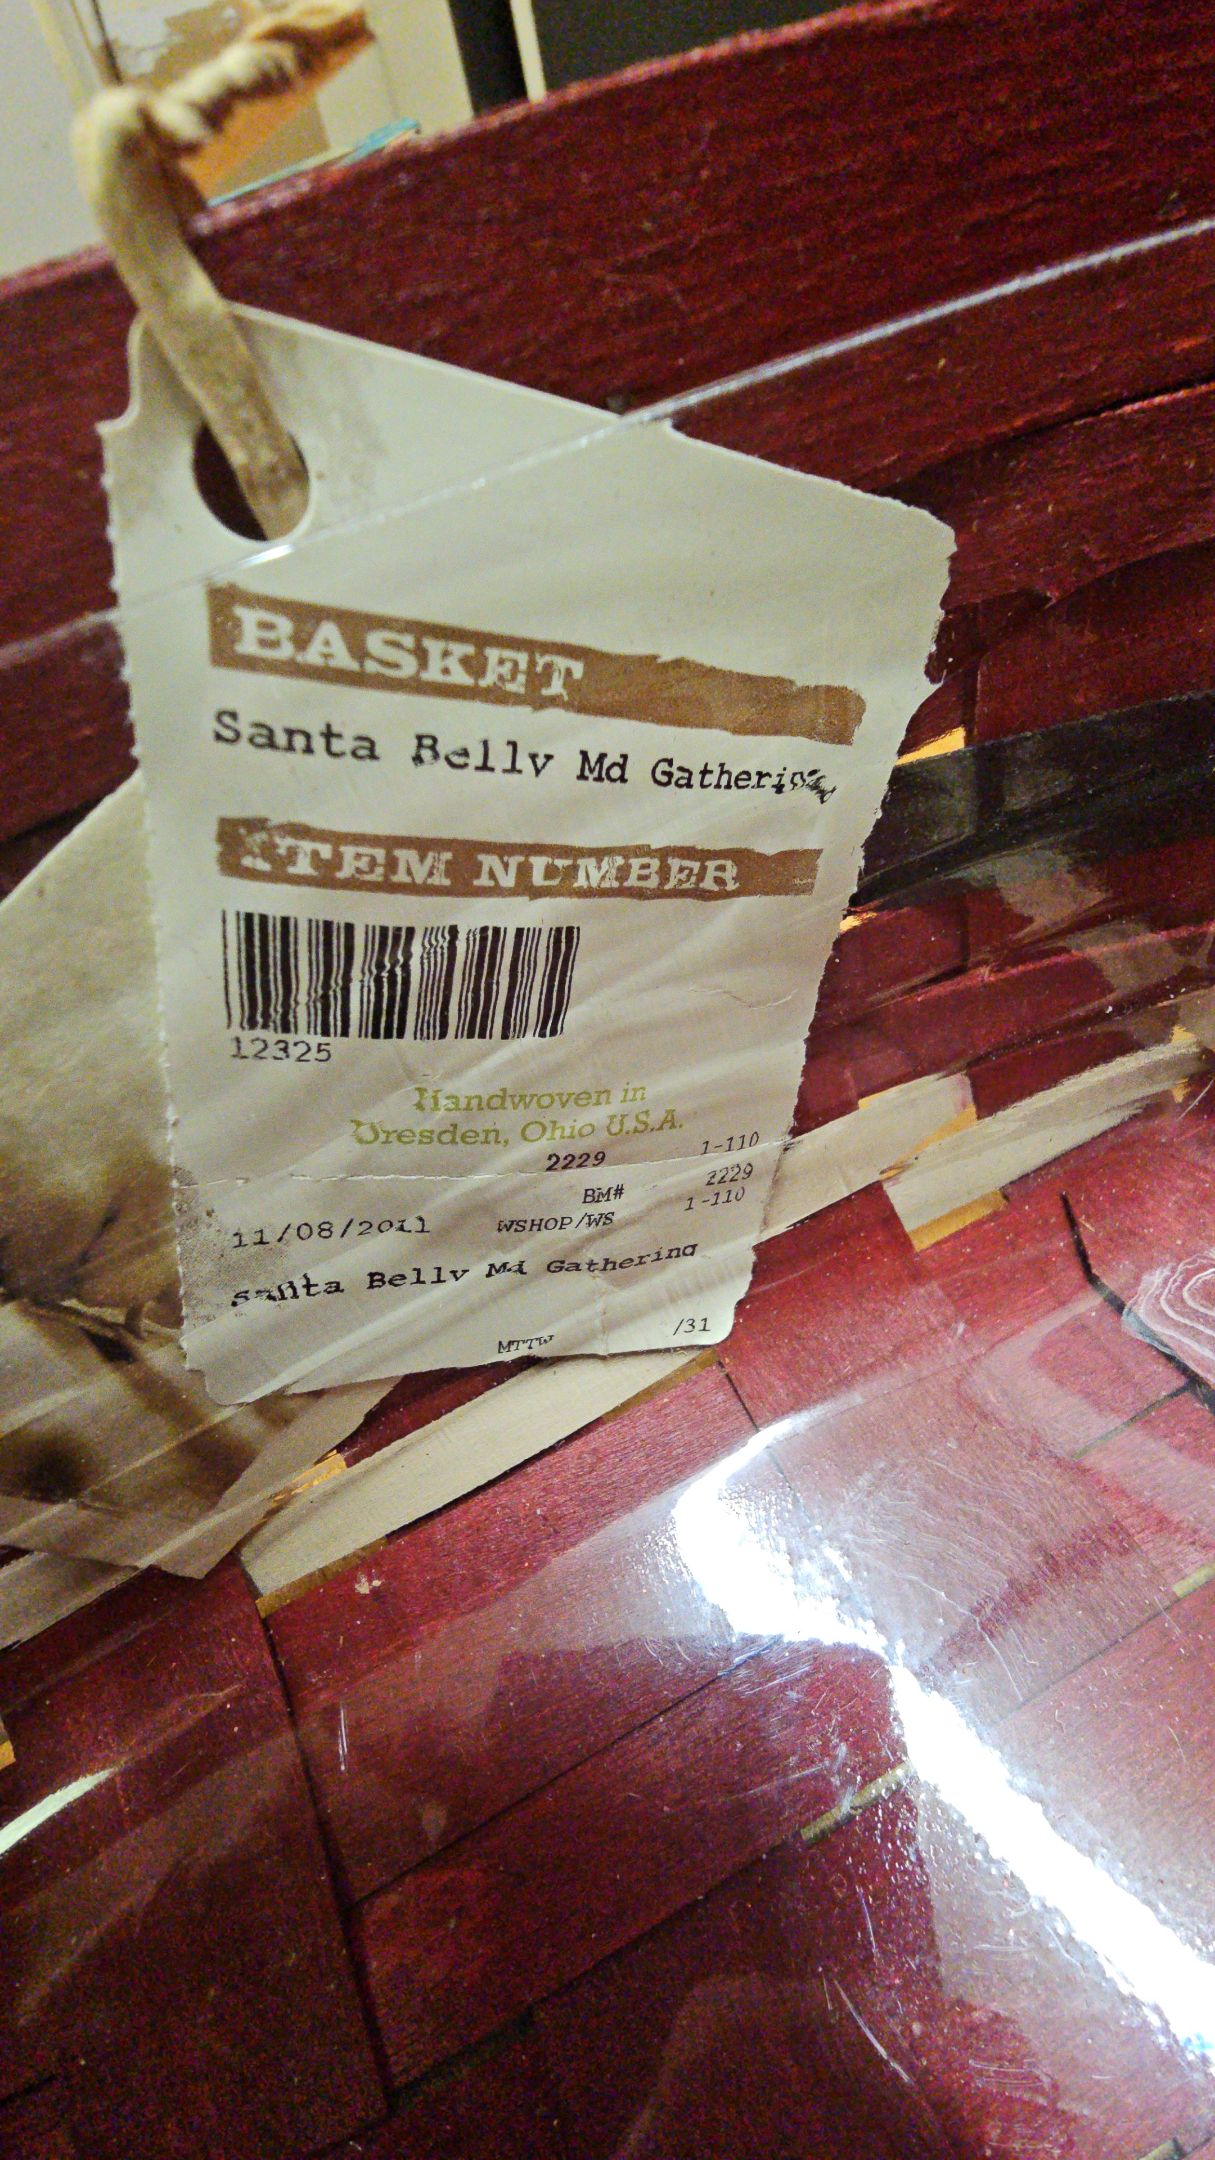 BASKET
Santa Belly Md Gathering
ITEM NUMBER
12325
Handwoven in
Dresden, Ohio U.S.A.
2229 1-110
BM# 2229
11/08/2011 WSHOP/WS 1-110
Santa Belly Md Gathering
MTTW /31